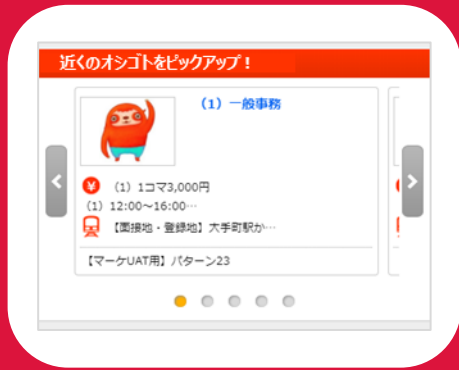 近くのオシゴトをピックアップ！
(1) 一般事務
¥ (1) 1コマ3,000円
(1) 12:00～16:00…
【面接地・登録地】大手町駅か…
【マーケUAT用】パターン23